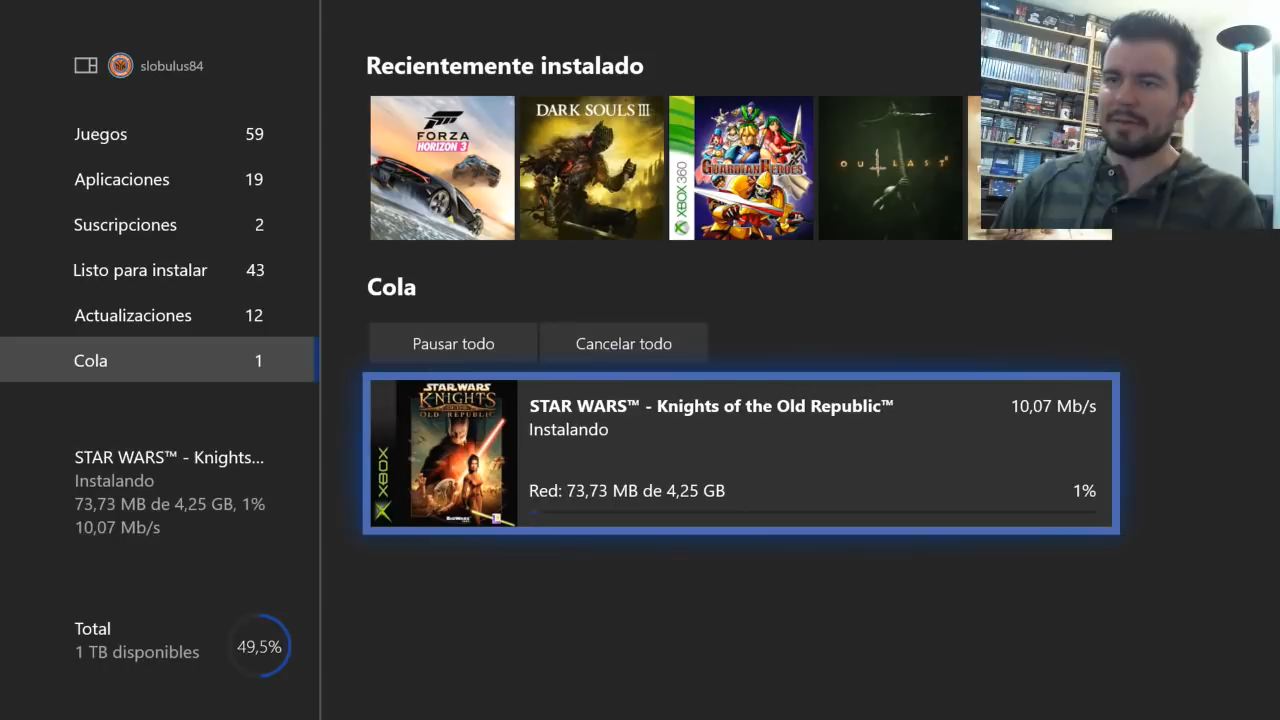 slobulus84
Juegos 59
Aplicaciones 19
Suscripciones 2
Listo para instalar 43
Actualizaciones 12
Cola 1
STAR WARS™ - Knights...
Instalando
73,73 MB de 4,25 GB, 1%
10,07 Mb/s
Total
1 TB disponibles
49,5%
Recientemente instalado
FORZA
HORIZON 3
DARK SOULS III
XBOX 360
GUARDIAN HEROES
OUTLAST
Cola
Pausar todo
Cancelar todo
XBOX
STAR WARS
KNIGHTS
OLD REPUBLIC
BIOWARE
STAR WARS™ - Knights of the Old Republic™
10,07 Mb/s
Instalando
Red: 73,73 MB de 4,25 GB
1%